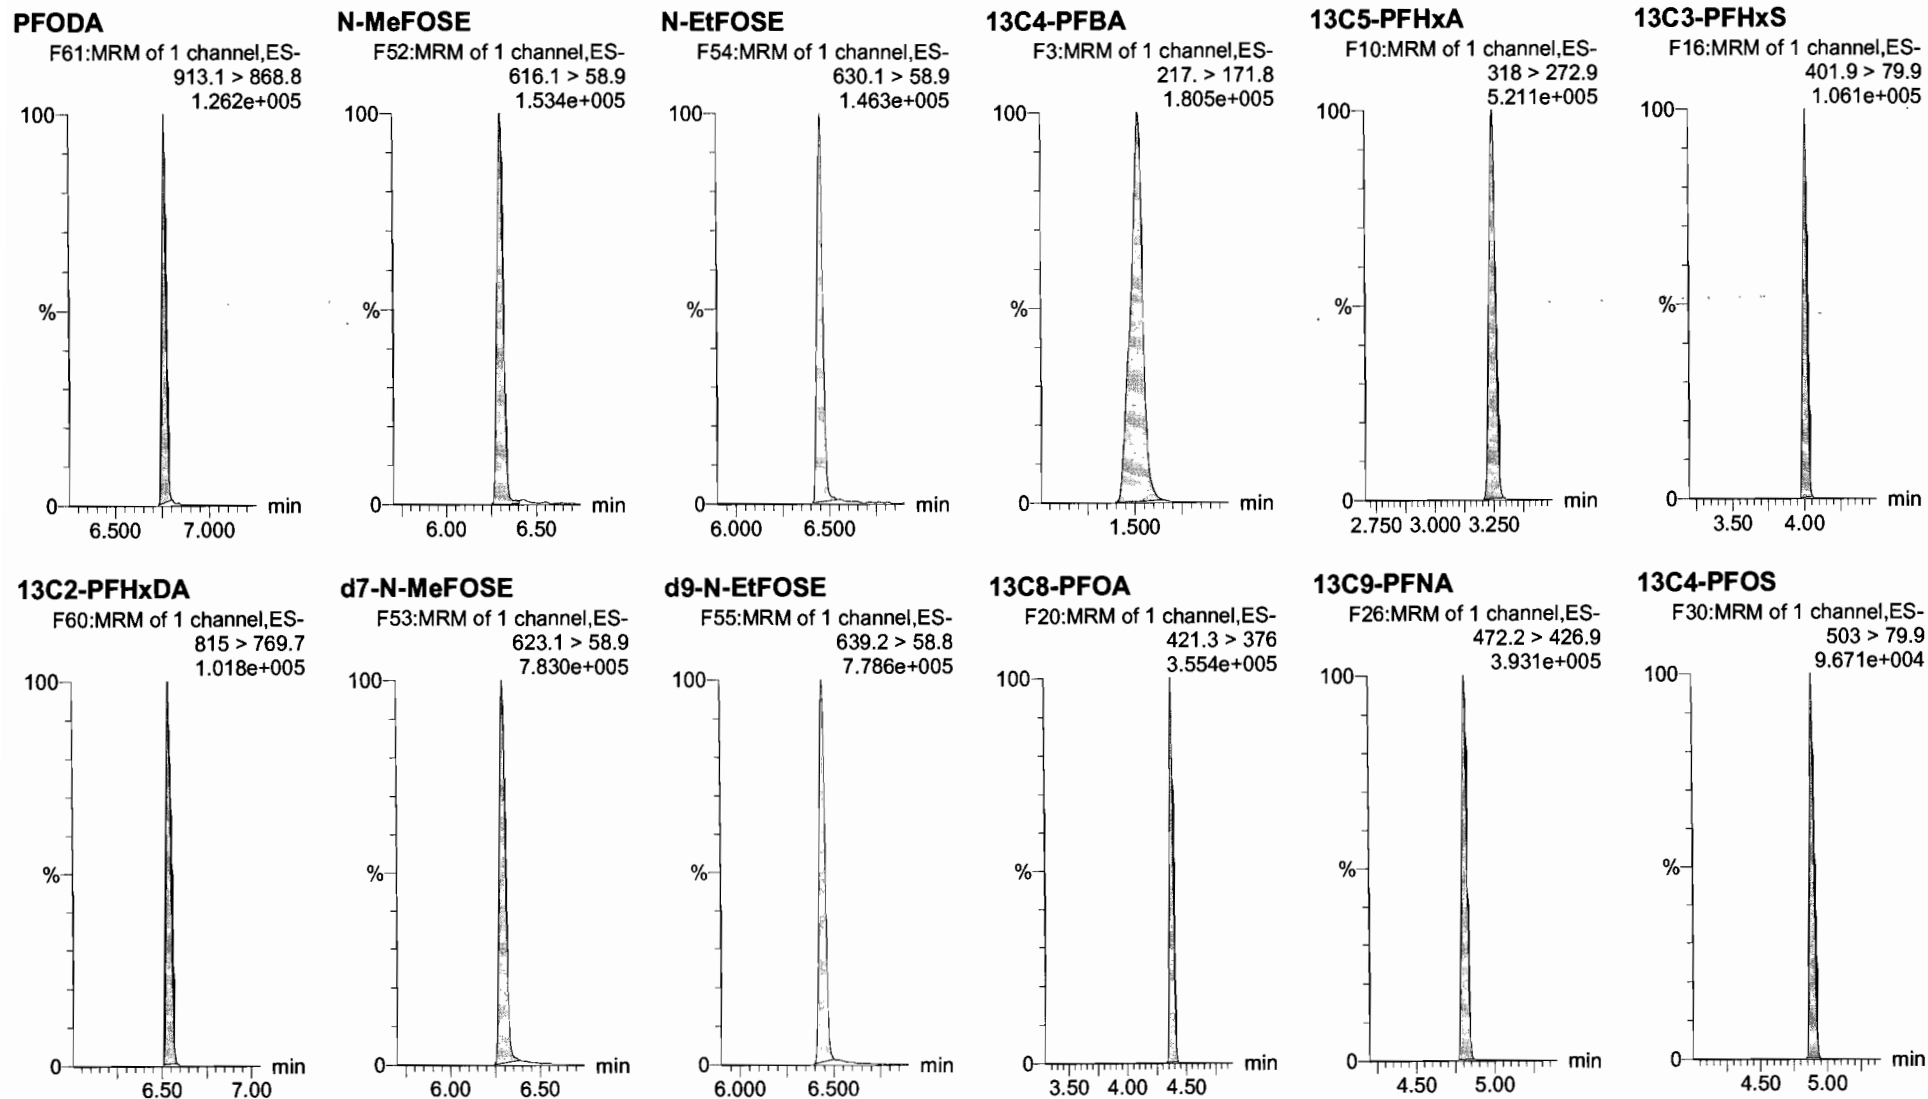 PFODA
F61:MRM of 1 channel,ES-
913.1 > 868.8
1.262e+005
100
%
0
min
6.500 7.000
N-MeFOSE
F52:MRM of 1 channel,ES-
616.1 > 58.9
1.534e+005
100
%
0
min
6.00 6.50
N-EtFOSE
F54:MRM of 1 channel,ES-
630.1 > 58.9
1.463e+005
100
%
0
min
6.000 6.500
13C4-PFBA
F3:MRM of 1 channel,ES-
217. > 171.8
1.805e+005
100
%
0
min
1.500
13C5-PFHxA
F10:MRM of 1 channel,ES-
318 > 272.9
5.211e+005
100
%
0
min
2.750 3.000 3.250
13C3-PFHxS
F16:MRM of 1 channel,ES-
401.9 > 79.9
1.061e+005
100
%
0
min
3.50 4.00
13C2-PFHxDA
F60:MRM of 1 channel,ES-
815 > 769.7
1.018e+005
100
%
0
min
6.50 7.00
d7-N-MeFOSE
F53:MRM of 1 channel,ES-
623.1 > 58.9
7.830e+005
100
%
0
min
6.00 6.50
d9-N-EtFOSE
F55:MRM of 1 channel,ES-
639.2 > 58.8
7.786e+005
100
%
0
min
6.000 6.500
13C8-PFOA
F20:MRM of 1 channel,ES-
421.3 > 376
3.554e+005
100
%
0
min
3.50 4.00 4.50
13C9-PFNA
F26:MRM of 1 channel,ES-
472.2 > 426.9
3.931e+005
100
%
0
min
4.50 5.00
13C4-PFOS
F30:MRM of 1 channel,ES-
503 > 79.9
9.671e+004
100
%
0
min
4.50 5.00